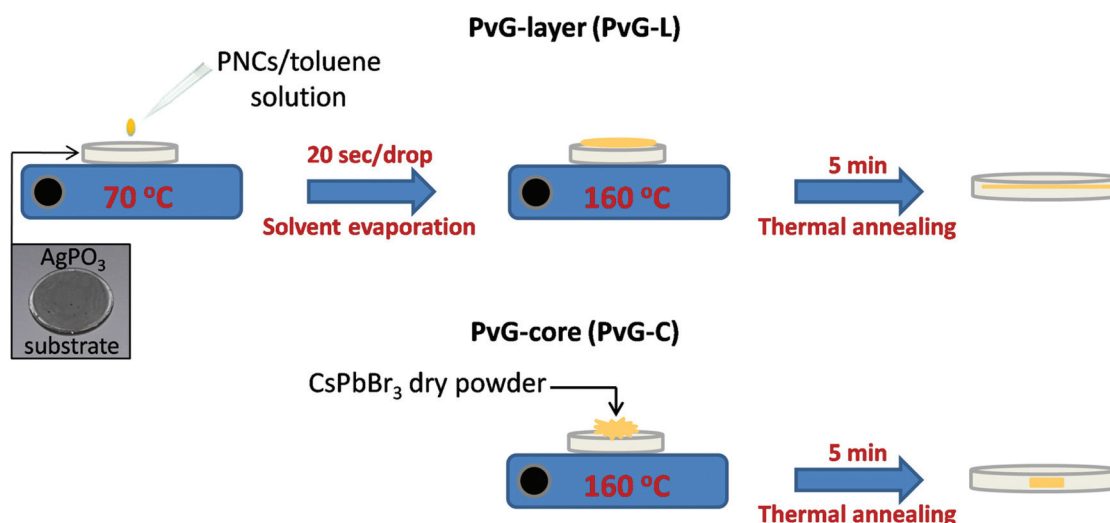 PvG-layer (PvG-L)
PNCs/toluene
solution
20 sec/drop
5 min
70 °C
160 °C
Solvent evaporation
Thermal annealing
AgPO₃
substrate
PvG-core (PvG-C)
CsPbBr₃ dry powder
5 min
160 °C
Thermal annealing